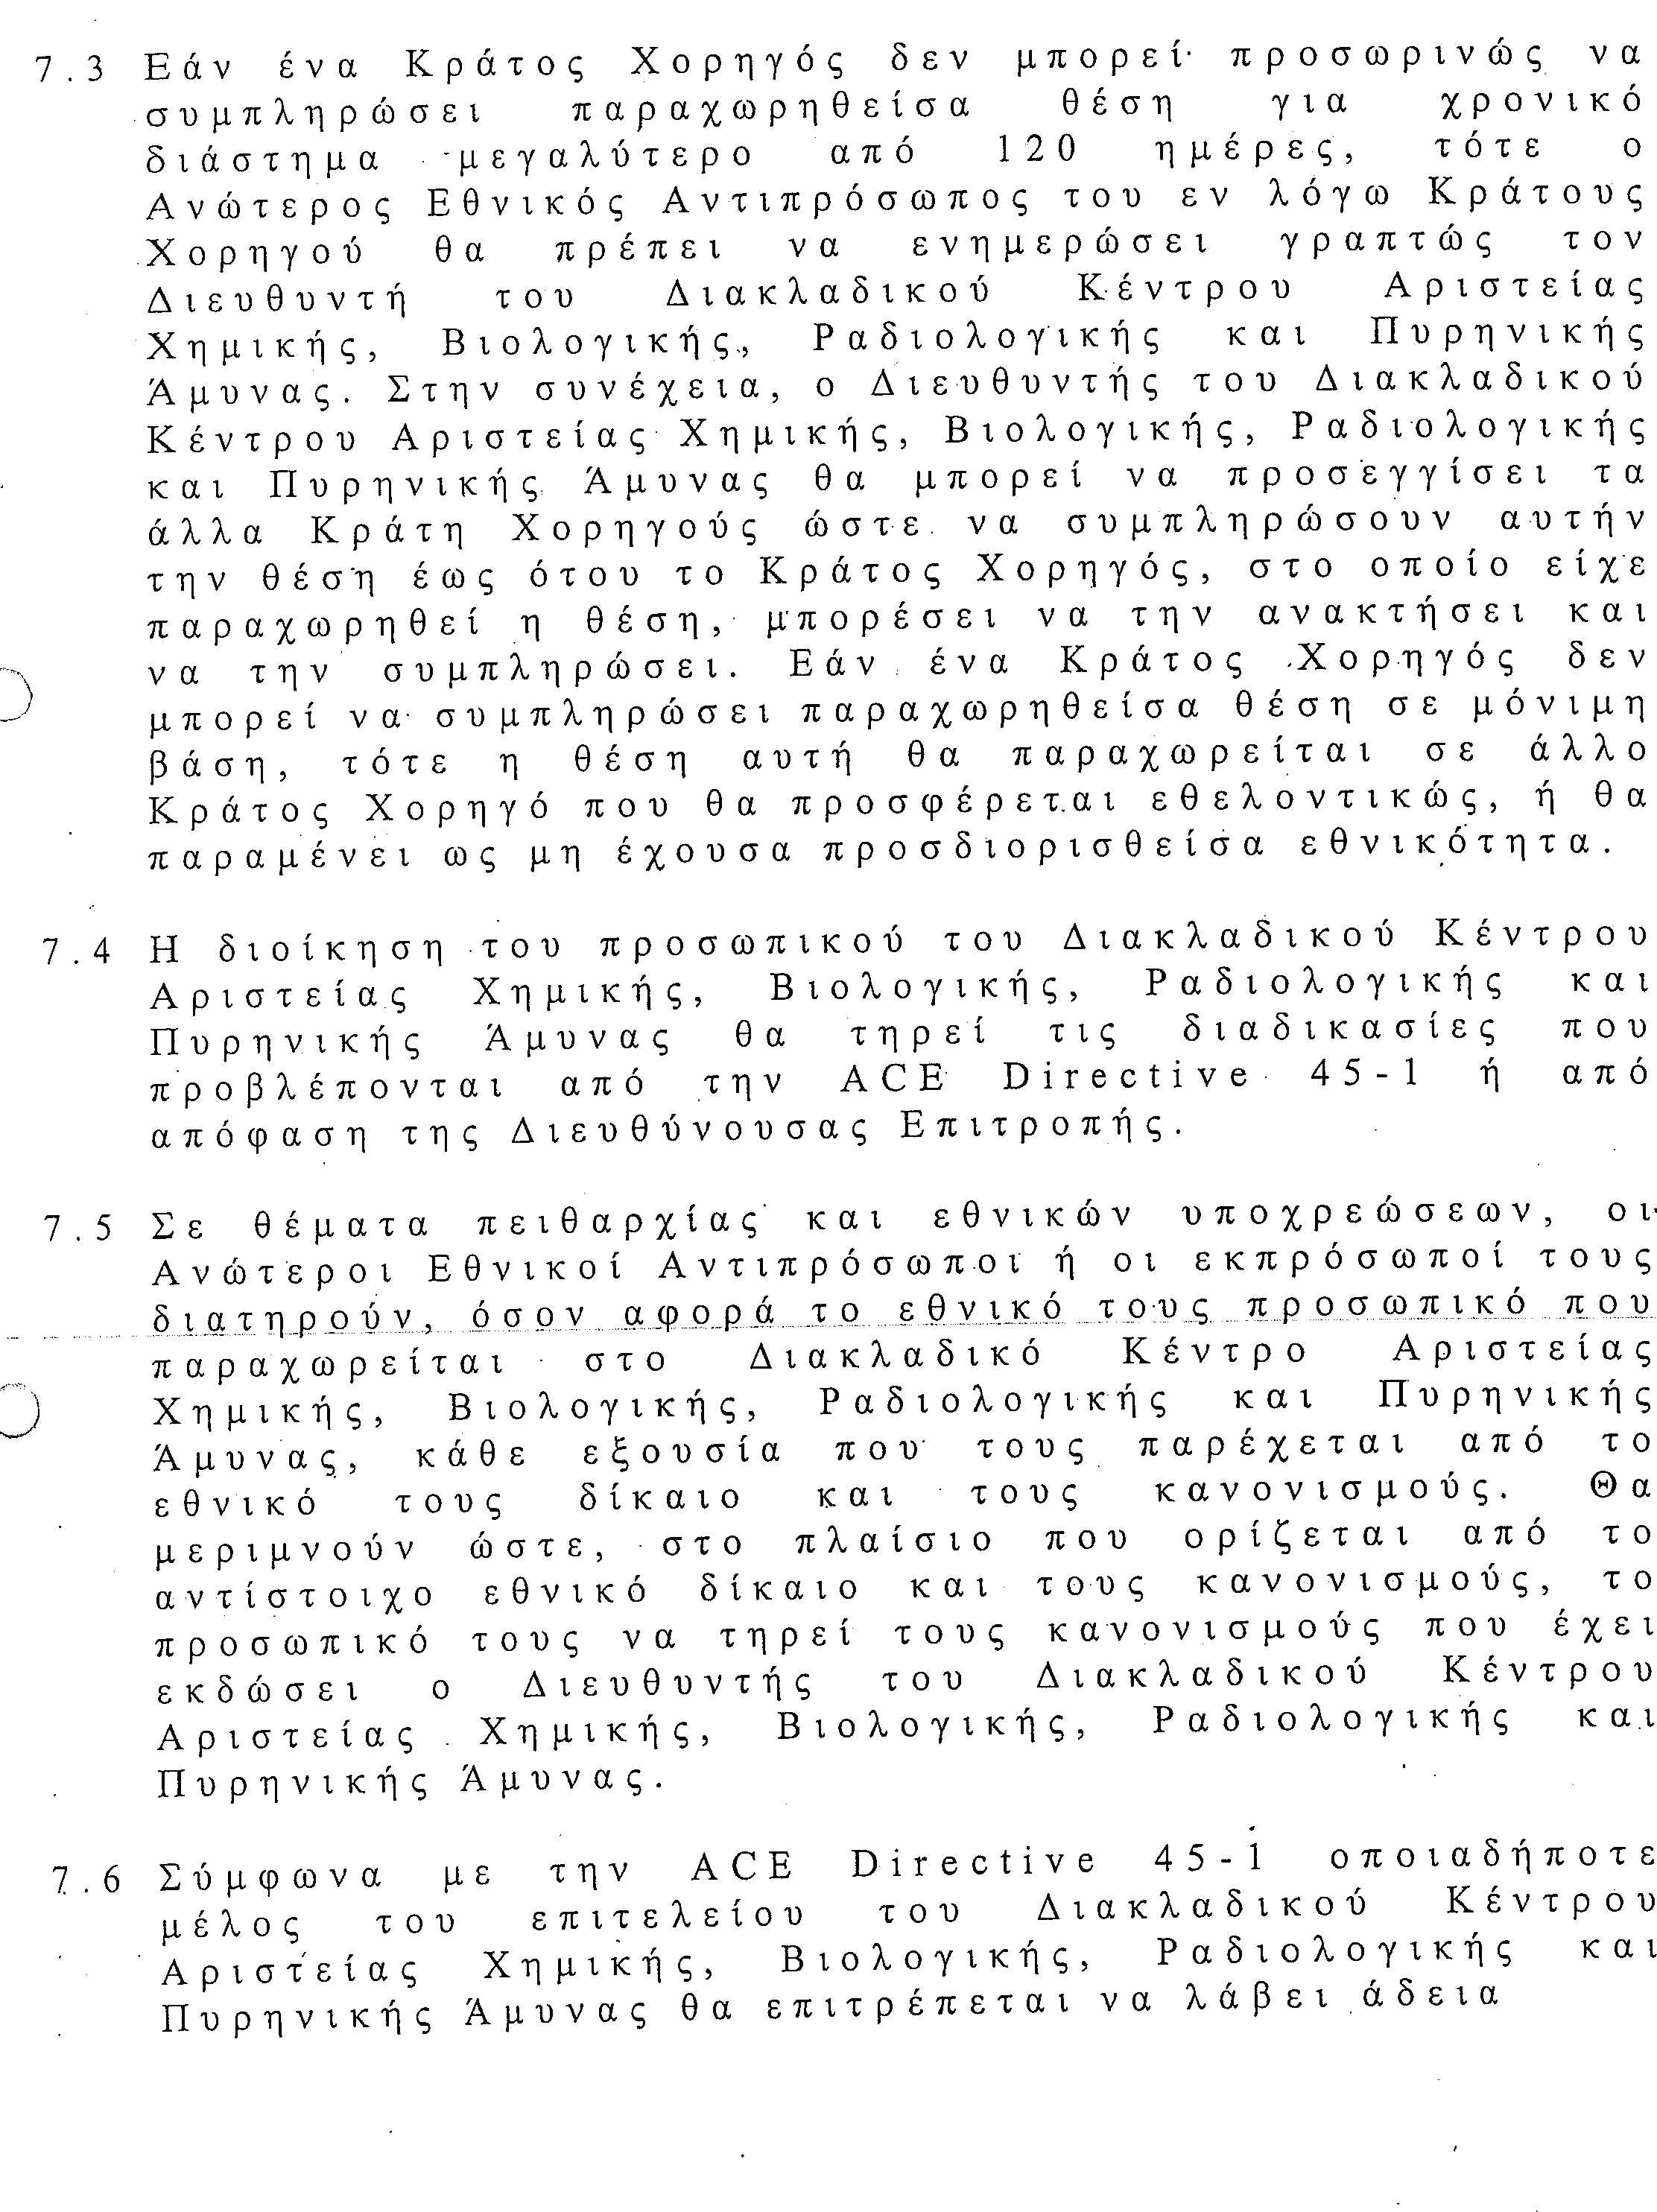 7.3 Εάν ένα Κράτος Χορηγός δεν μπορεί προσωρινώς να
συμπληρώσει παραχωρηθείσα θέση για χρονικό
διάστημα μεγαλύτερο από 120 ημέρες, τότε ο
Ανώτερος Εθνικός Αντιπρόσωπος του εν λόγω Κράτους
Χορηγού θα πρέπει να ενημερώσει γραπτώς τον
Διευθυντή του Διακλαδικού Κέντρου Αριστείας
Χημικής, Βιολογικής, Ραδιολογικής και Πυρηνικής
Άμυνας. Στην συνέχεια, ο Διευθυντής του Διακλαδικού
Κέντρου Αριστείας Χημικής, Βιολογικής, Ραδιολογικής
και Πυρηνικής Άμυνας θα μπορεί να προσεγγίσει τα
άλλα Κράτη Χορηγούς ώστε να συμπληρώσουν αυτήν
την θέση έως ότου το Κράτος Χορηγός, στο οποίο είχε
παραχωρηθεί η θέση, μπορέσει να την ανακτήσει και
να την συμπληρώσει. Εάν ένα Κράτος Χορηγός δεν
μπορεί να συμπληρώσει παραχωρηθείσα θέση σε μόνιμη
βάση, τότε η θέση αυτή θα παραχωρείται σε άλλο
Κράτος Χορηγό που θα προσφέρεται εθελοντικώς, ή θα
παραμένει ως μη έχουσα προσδιορισθείσα εθνικότητα.
7.4 Η διοίκηση του προσωπικού του Διακλαδικού Κέντρου
Αριστείας Χημικής, Βιολογικής, Ραδιολογικής και
Πυρηνικής Άμυνας θα τηρεί τις διαδικασίες που
προβλέπονται από την ACE Directive 45-1 ή από
απόφαση της Διευθύνουσας Επιτροπής.
7.5 Σε θέματα πειθαρχίας και εθνικών υποχρεώσεων, οι
Ανώτεροι Εθνικοί Αντιπρόσωποι ή οι εκπρόσωποί τους
διατηρούν, όσον αφορά το εθνικό τους προσωπικό που
παραχωρείται στο Διακλαδικό Κέντρο Αριστείας
Χημικής, Βιολογικής, Ραδιολογικής και Πυρηνικής
Άμυνας, κάθε εξουσία που τους παρέχεται από το
εθνικό τους δίκαιο και τους κανονισμούς. Θα
μεριμνούν ώστε, στο πλαίσιο που ορίζεται από το
αντίστοιχο εθνικό δίκαιο και τους κανονισμούς, το
προσωπικό τους να τηρεί τους κανονισμούς που έχει
εκδώσει ο Διευθυντής του Διακλαδικού Κέντρου
Αριστείας Χημικής, Βιολογικής, Ραδιολογικής και
Πυρηνικής Άμυνας.
7.6 Σύμφωνα με την ACE Directive 45-1 οποιαδήποτε
μέλος του επιτελείου του Διακλαδικού Κέντρου
Αριστείας Χημικής, Βιολογικής, Ραδιολογικής και
Πυρηνικής Άμυνας θα επιτρέπεται να λάβει άδεια